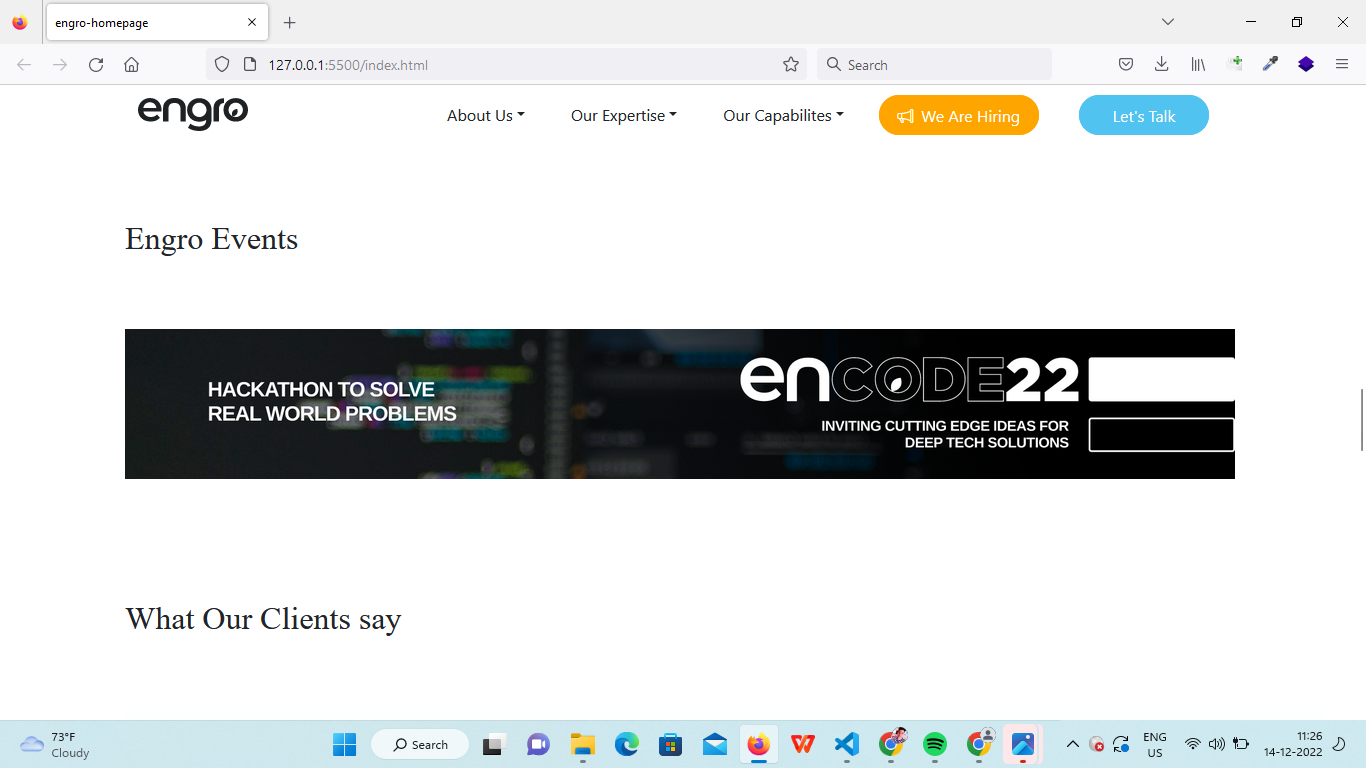 engro-homepage
127.0.0.1:5500/index.html
Search
engro
About Us
Our Expertise
Our Capabilites
We Are Hiring
Let's Talk
Engro Events
HACKATHON TO SOLVE
REAL WORLD PROBLEMS
enCODE22
INVITING CUTTING EDGE IDEAS FOR
DEEP TECH SOLUTIONS
What Our Clients say
73°F
Cloudy
Search
ENG
US
11:26
14-12-2022